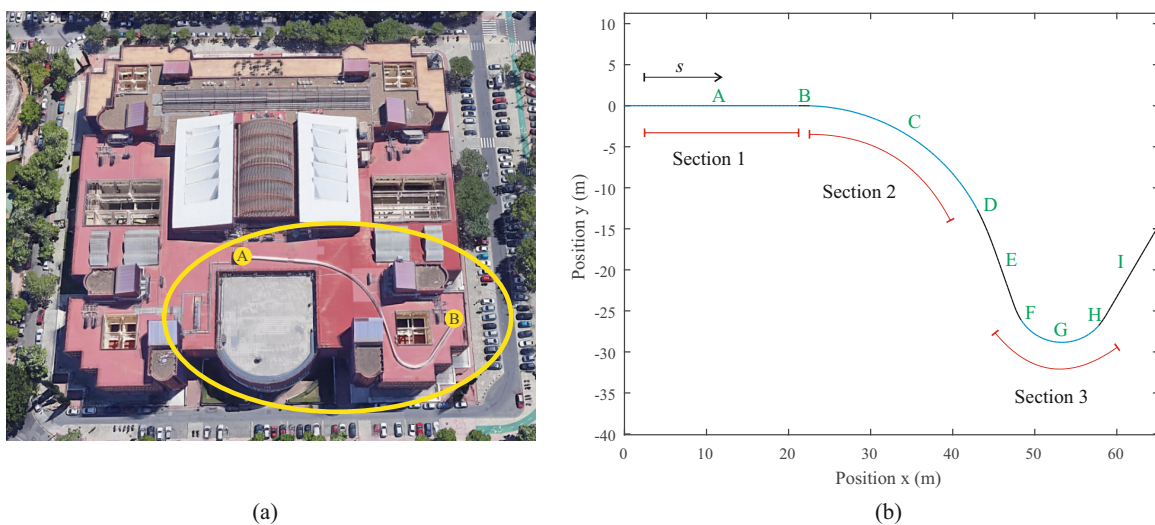 A
B
(a)
10
5
0
-5
-10
-15
-20
-25
-30
-35
-40
0
10
20
30
40
50
60
Position y (m)
Position x (m)
s
A
B
C
D
E
F
G
H
I
Section 1
Section 2
Section 3
(b)